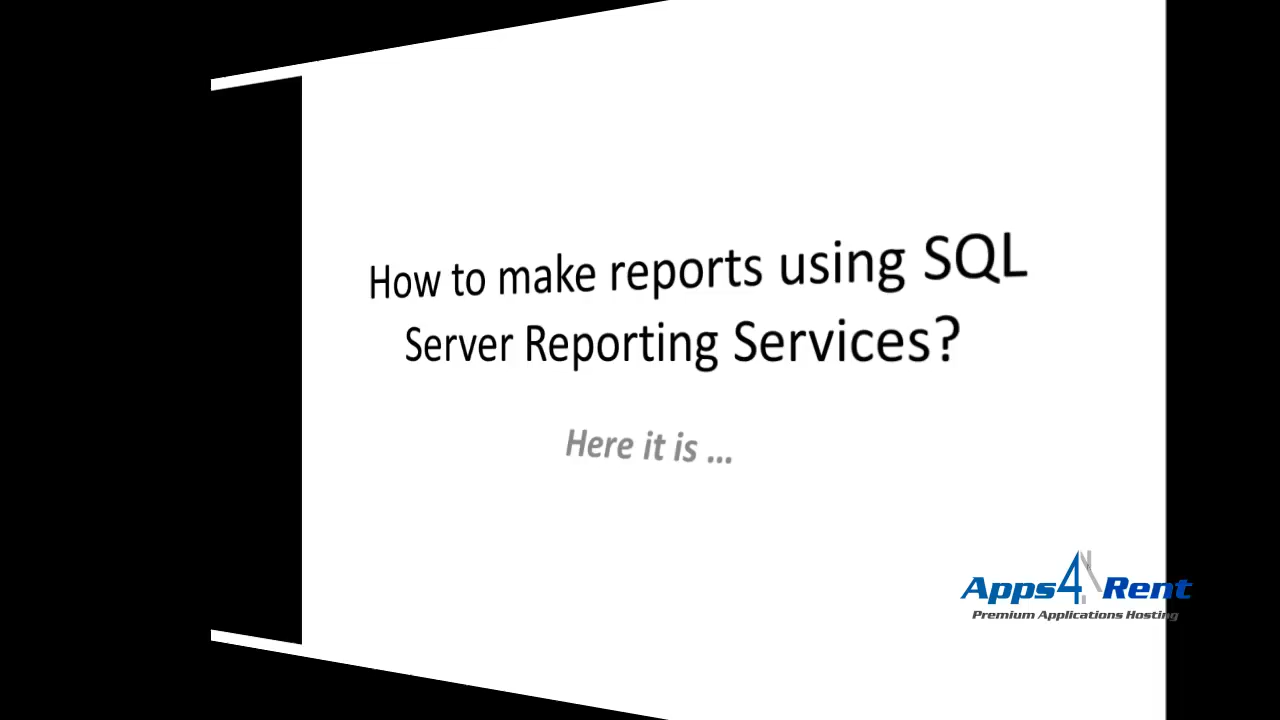 How to make reports using SQL
Server Reporting Services?
Here it is ...
Apps4Rent
Premium Applications Hosting